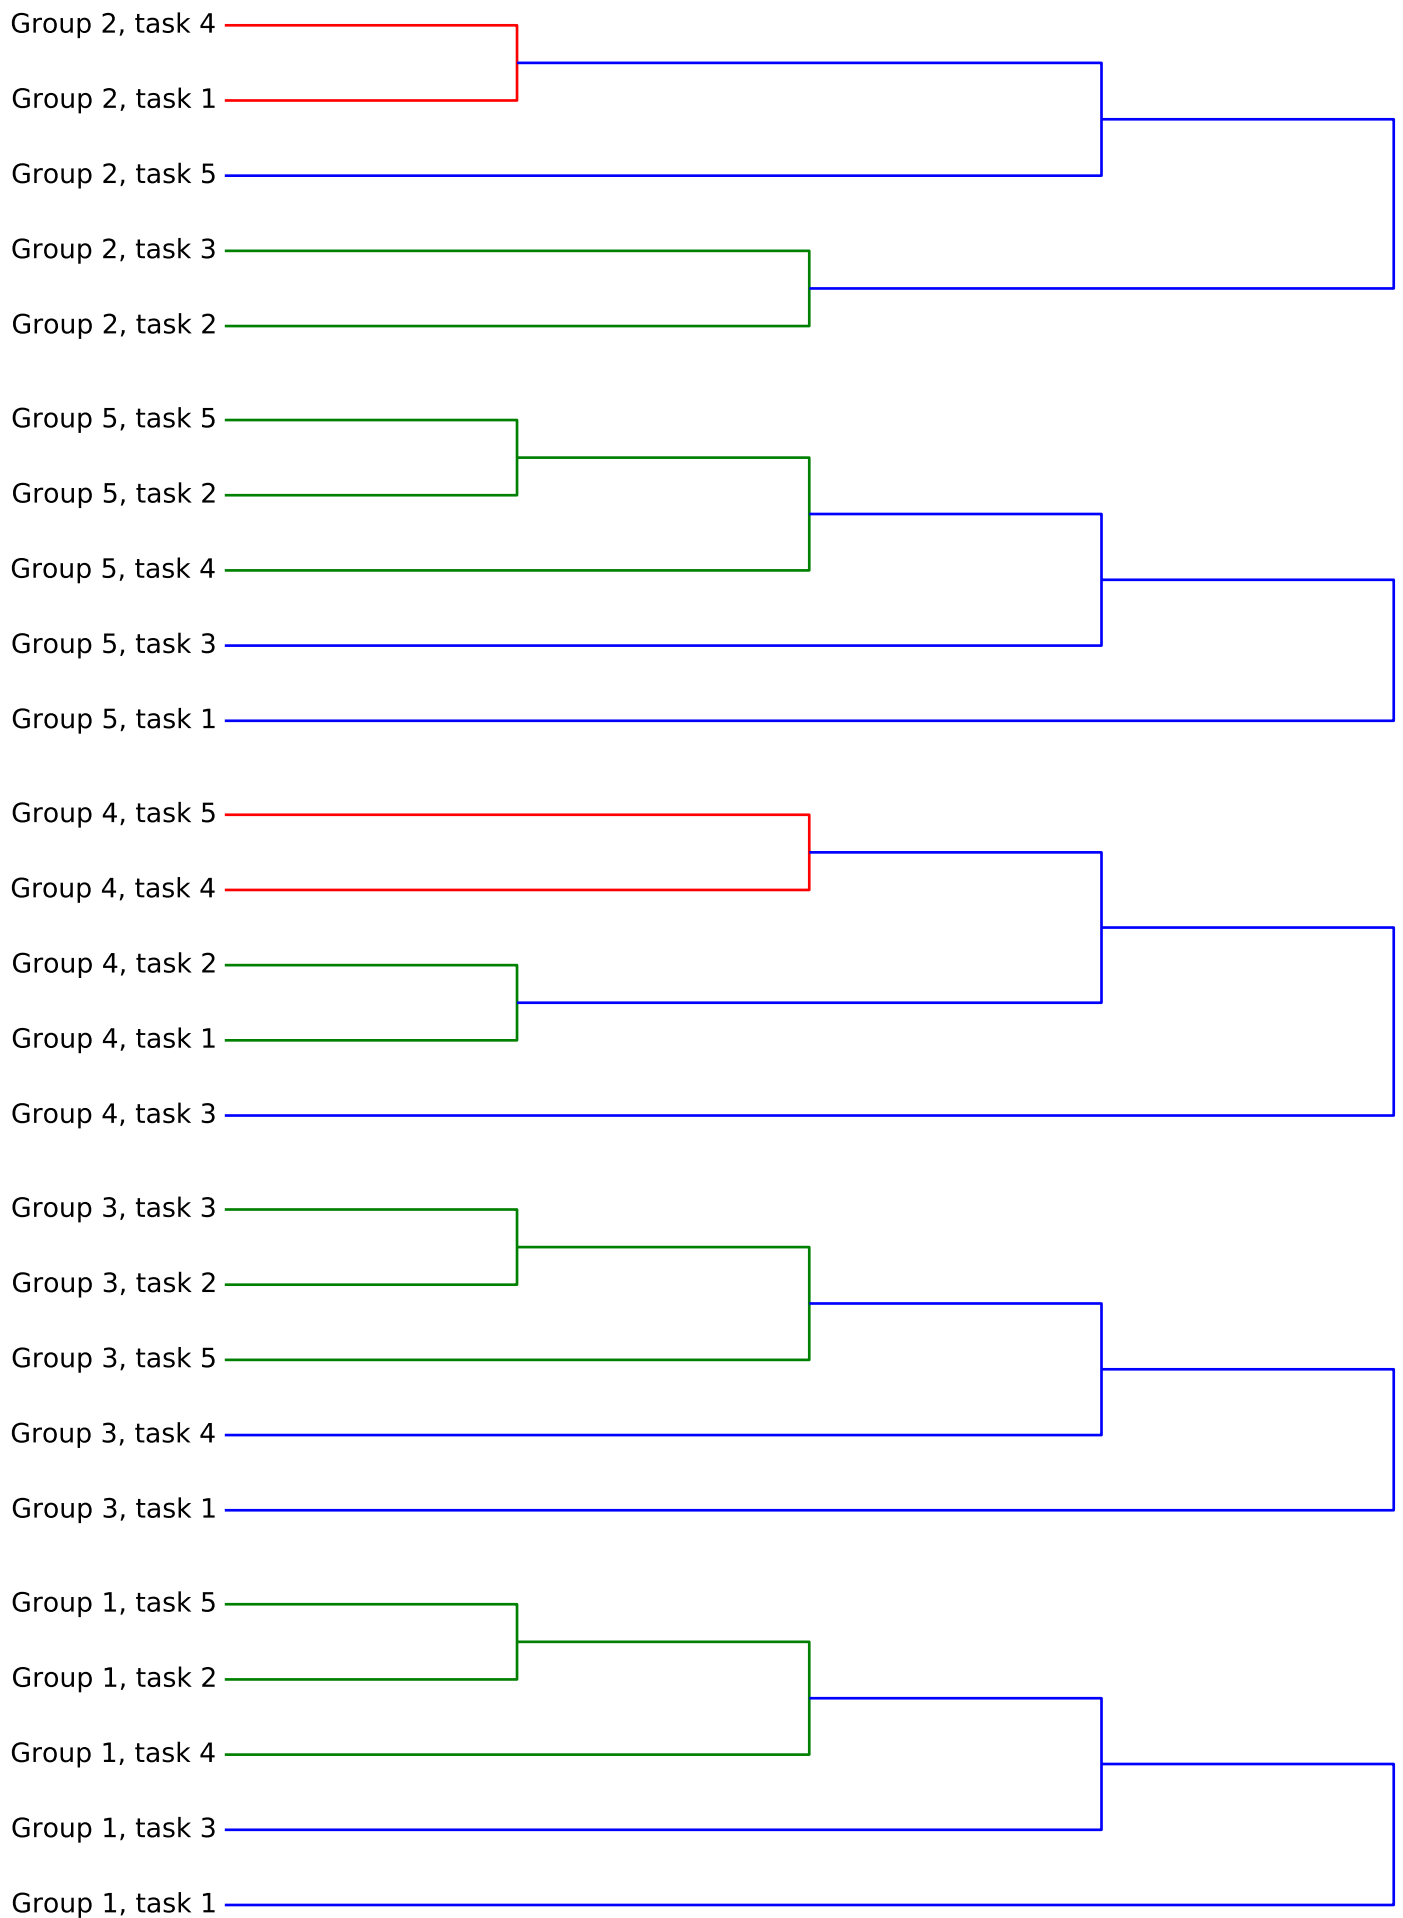 Group 2, task 4
Group 2, task 1
Group 2, task 5
Group 2, task 3
Group 2, task 2
Group 5, task 5
Group 5, task 2
Group 5, task 4
Group 5, task 3
Group 5, task 1
Group 4, task 5
Group 4, task 4
Group 4, task 2
Group 4, task 1
Group 4, task 3
Group 3, task 3
Group 3, task 2
Group 3, task 5
Group 3, task 4
Group 3, task 1
Group 1, task 5
Group 1, task 2
Group 1, task 4
Group 1, task 3
Group 1, task 1